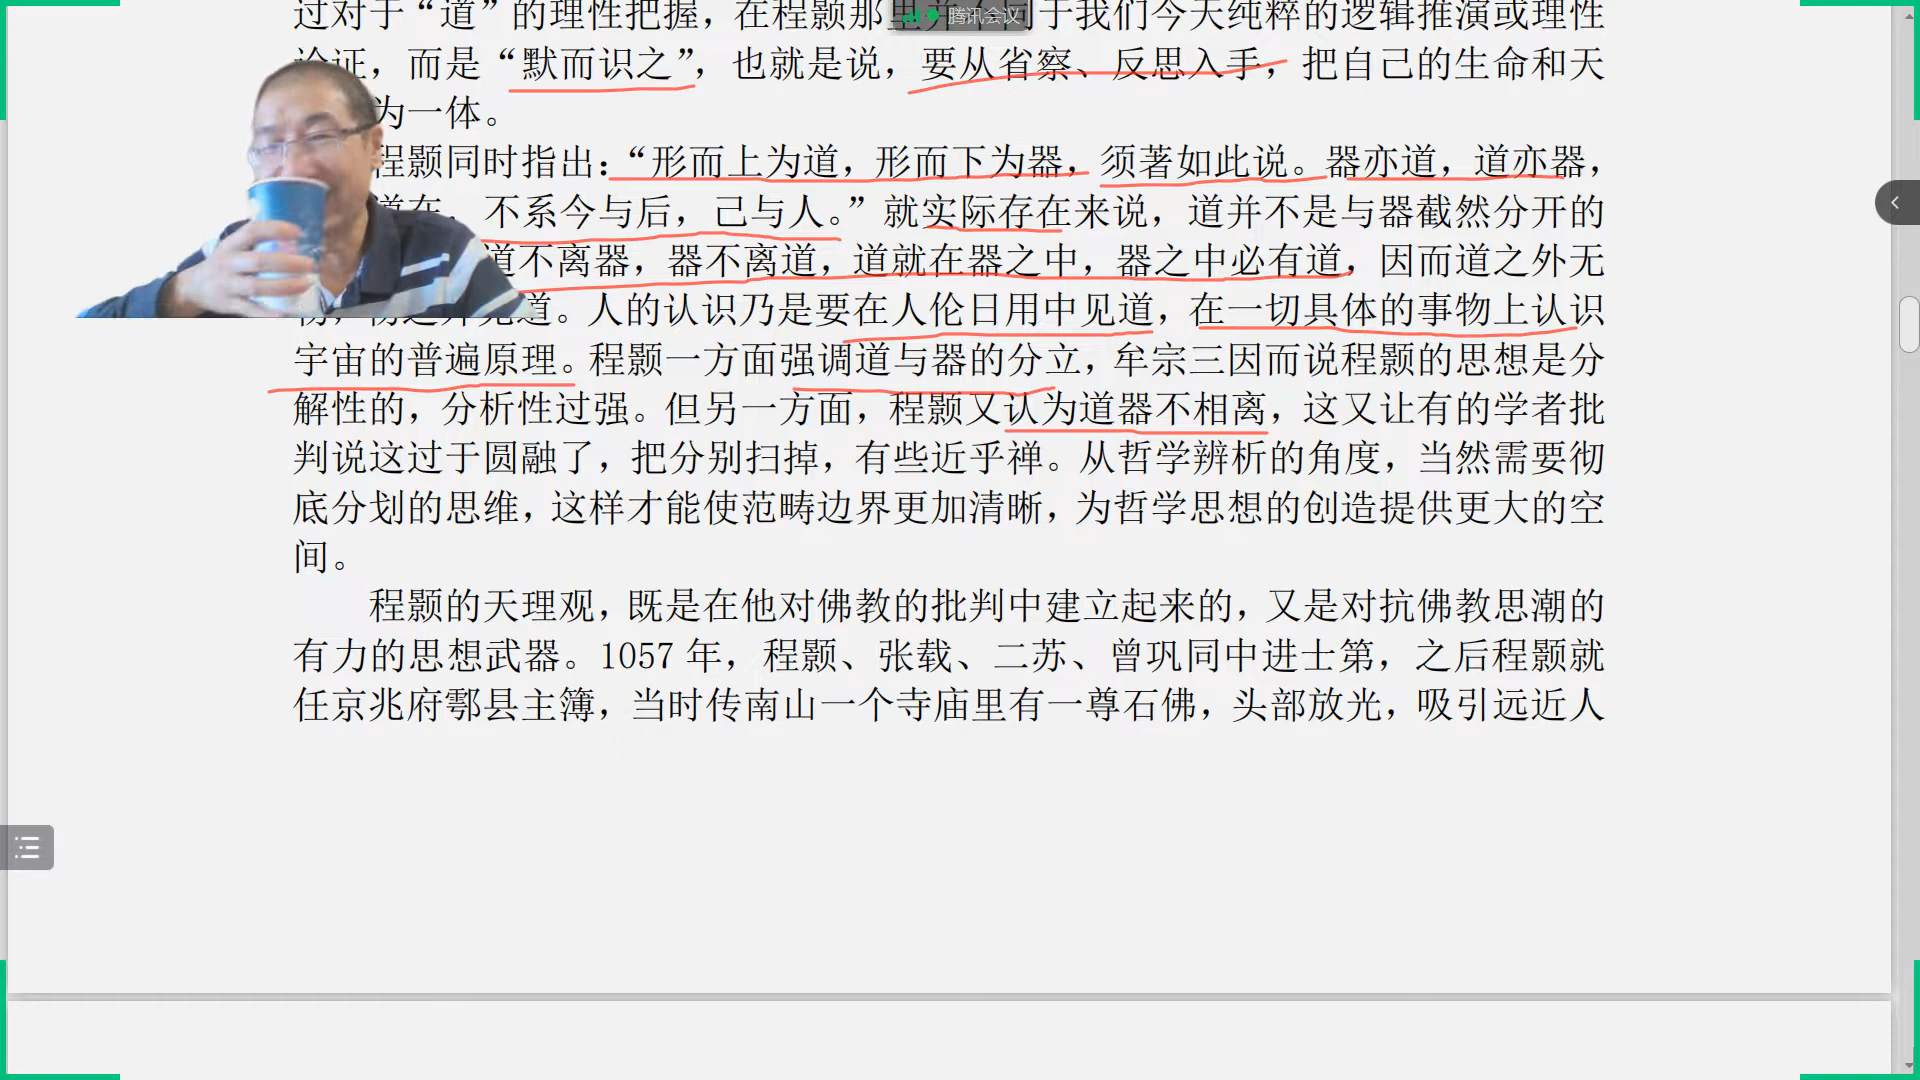 过对于“道”的理性把握，在程颢那里并不同于我们今天纯粹的逻辑推演或理性
腾讯会议
论证，而是“默而识之”，也就是说，要从省察、反思入手，把自己的生命和天
为一体。
程颢同时指出：“形而上为道，形而下为器，须著如此说。器亦道，道亦器，
道在，不系今与后，己与人。”就实际存在来说，道并不是与器截然分开的
道不离器，器不离道，道就在器之中，器之中必有道，因而道之外无
道。人的认识乃是要在人伦日用中见道，在一切具体的事物上认识
宇宙的普遍原理。程颢一方面强调道与器的分立，牟宗三因而说程颢的思想是分
解性的，分析性过强。但另一方面，程颢又认为道器不相离，这又让有的学者批
判说这过于圆融了，把分别扫掉，有些近乎禅。从哲学辨析的角度，当然需要彻
底分划的思维，这样才能使范畴边界更加清晰，为哲学思想的创造提供更大的空
间。
程颢的天理观，既是在他对佛教的批判中建立起来的，又是对抗佛教思潮的
有力的思想武器。1057 年，程颢、张载、二苏、曾巩同中进士第，之后程颢就
任京兆府鄠县主簿，当时传南山一个寺庙里有一尊石佛，头部放光，吸引远近人